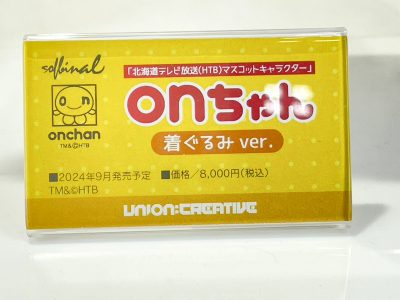 sofbinal
「北海道テレビ放送(HTB)マスコットキャラクター」
onちゃん
onchan
TM&©HTB
着ぐるみ ver.
■2024年9月発売予定 ■価格/8,000円(税込)
TM&©HTB
UNION:CREATIVE